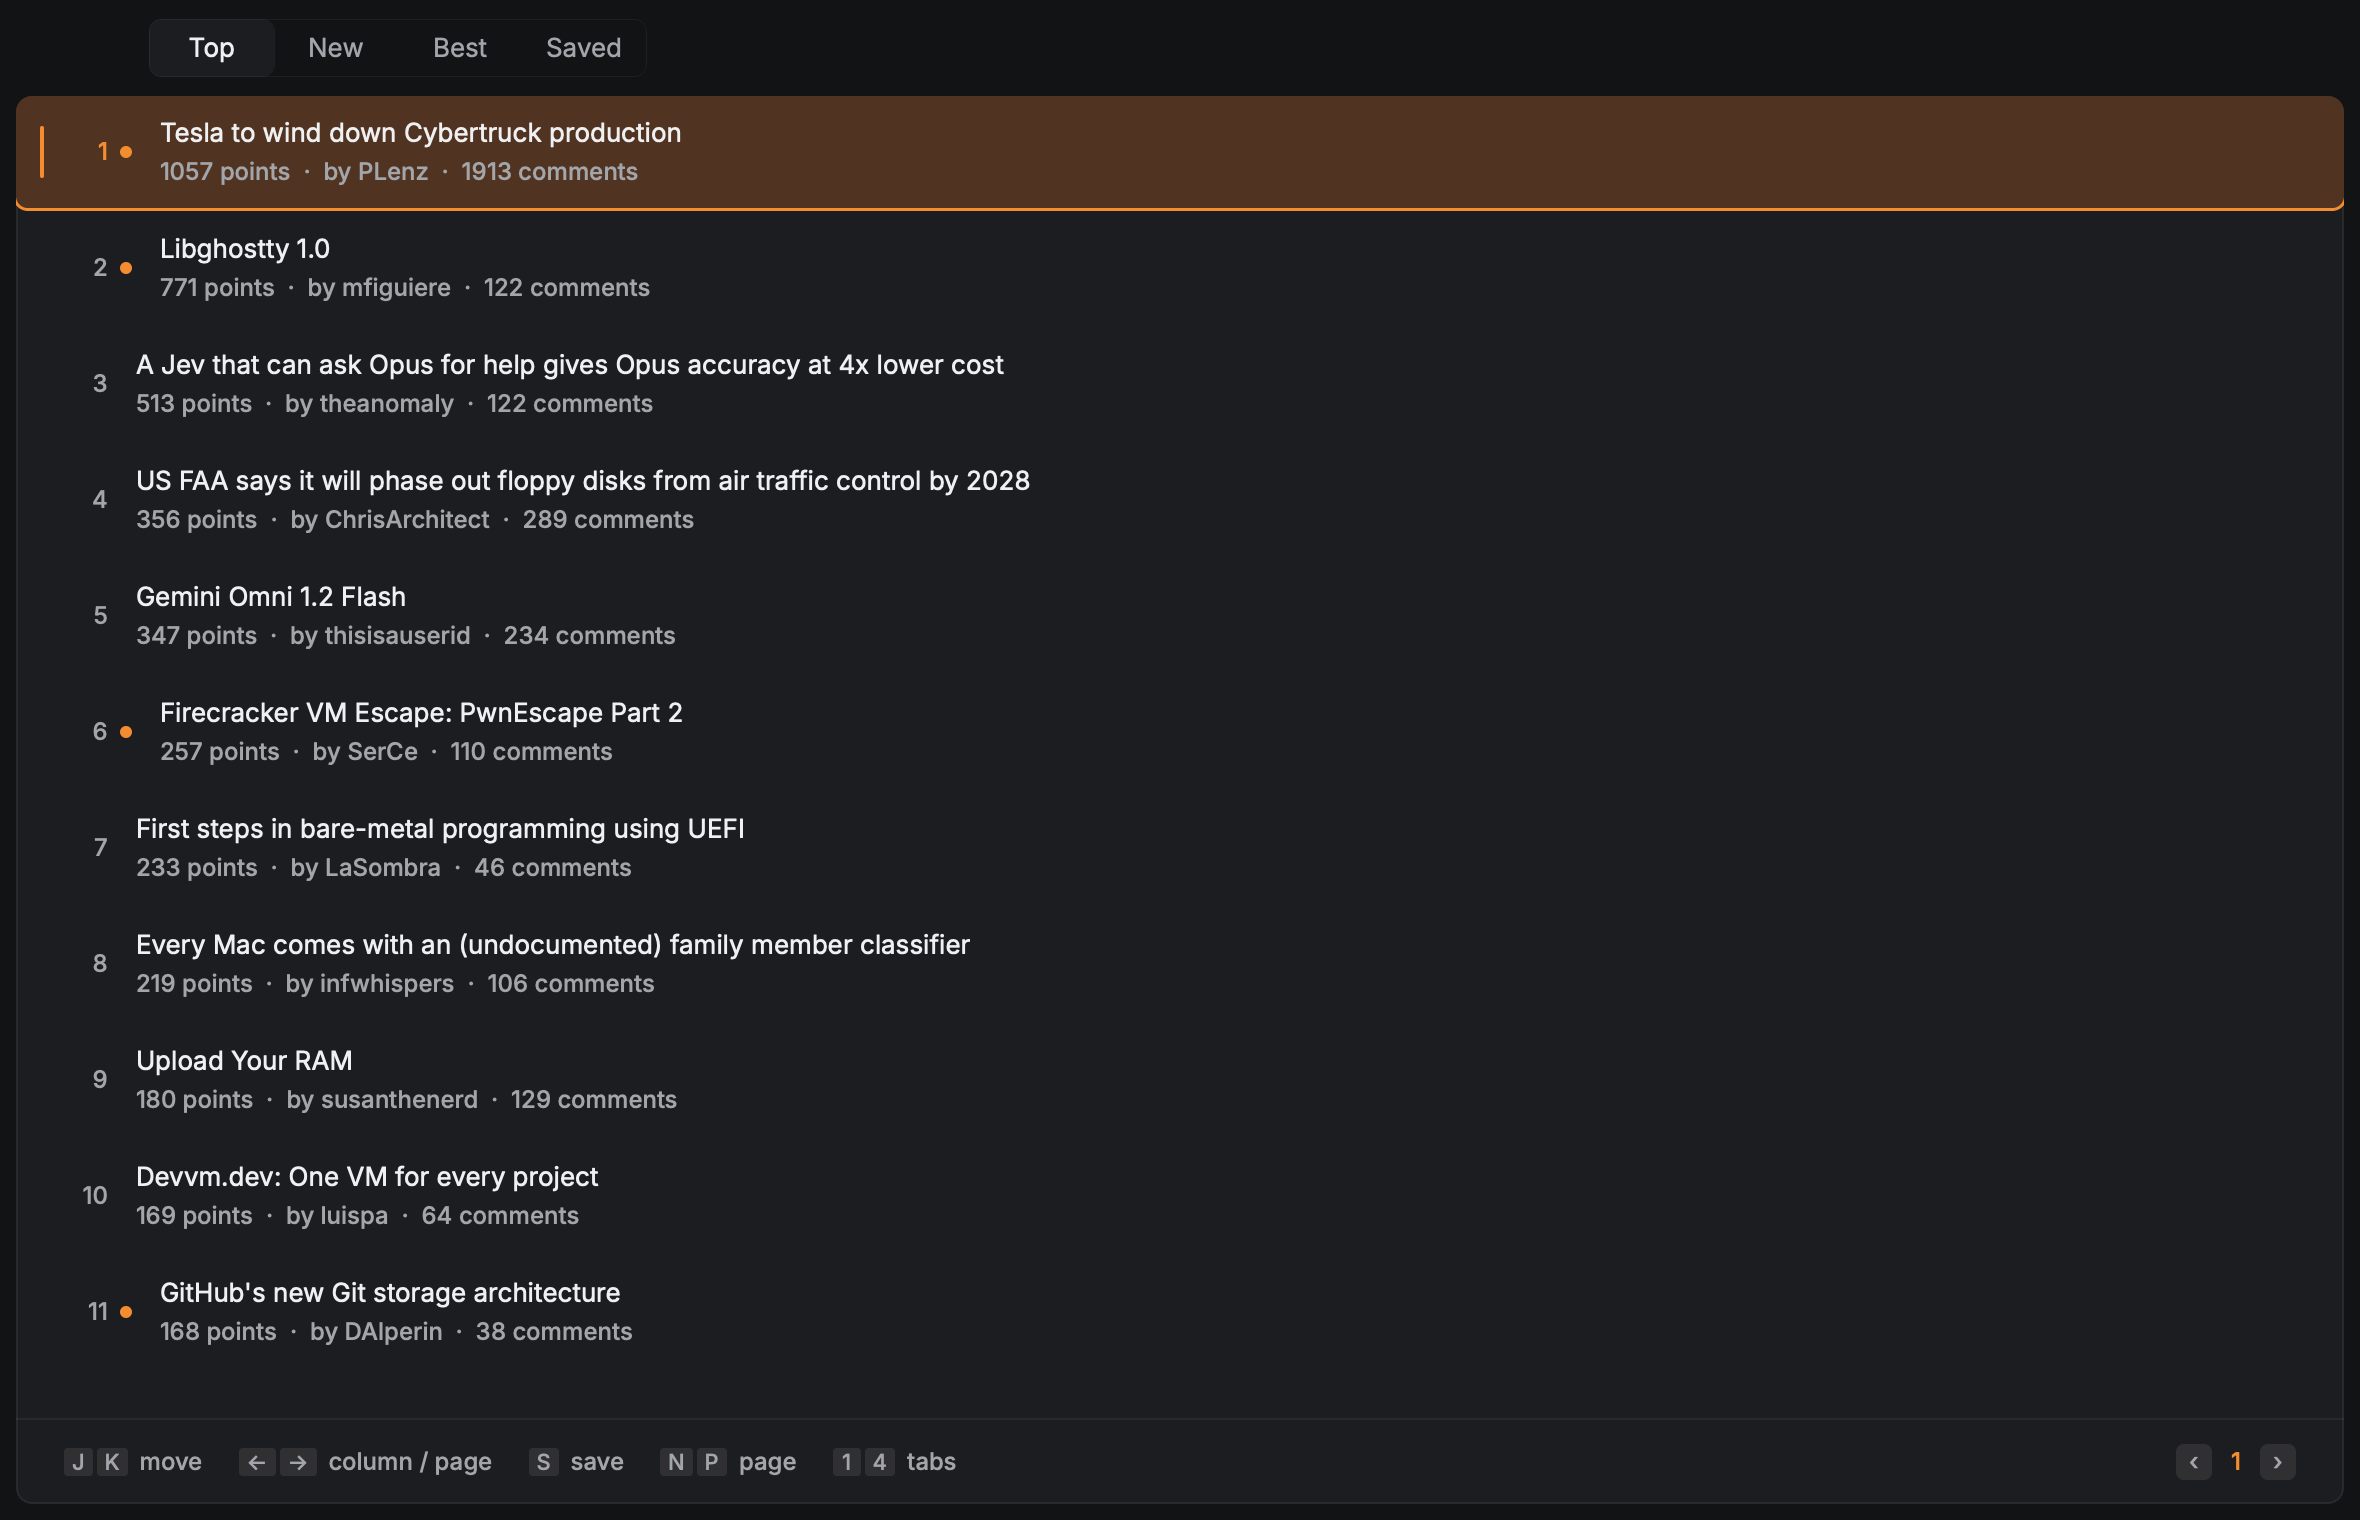 Top New Best Saved
1 Tesla to wind down Cybertruck production
1057 points · by PLenz · 1913 comments
2 Libghostty 1.0
771 points · by mfiguiere · 122 comments
3 A Jev that can ask Opus for help gives Opus accuracy at 4x lower cost
513 points · by theanomaly · 122 comments
4 US FAA says it will phase out floppy disks from air traffic control by 2028
356 points · by ChrisArchitect · 289 comments
5 Gemini Omni 1.2 Flash
347 points · by thisisauserid · 234 comments
6 Firecracker VM Escape: PwnEscape Part 2
257 points · by SerCe · 110 comments
7 First steps in bare-metal programming using UEFI
233 points · by LaSombra · 46 comments
8 Every Mac comes with an (undocumented) family member classifier
219 points · by infwhispers · 106 comments
9 Upload Your RAM
180 points · by susanthenerd · 129 comments
10 Devvm.dev: One VM for every project
169 points · by luispa · 64 comments
11 GitHub's new Git storage architecture
168 points · by DAlperin · 38 comments
J K move ← → column / page S save N P page 1 4 tabs ‹ 1 ›